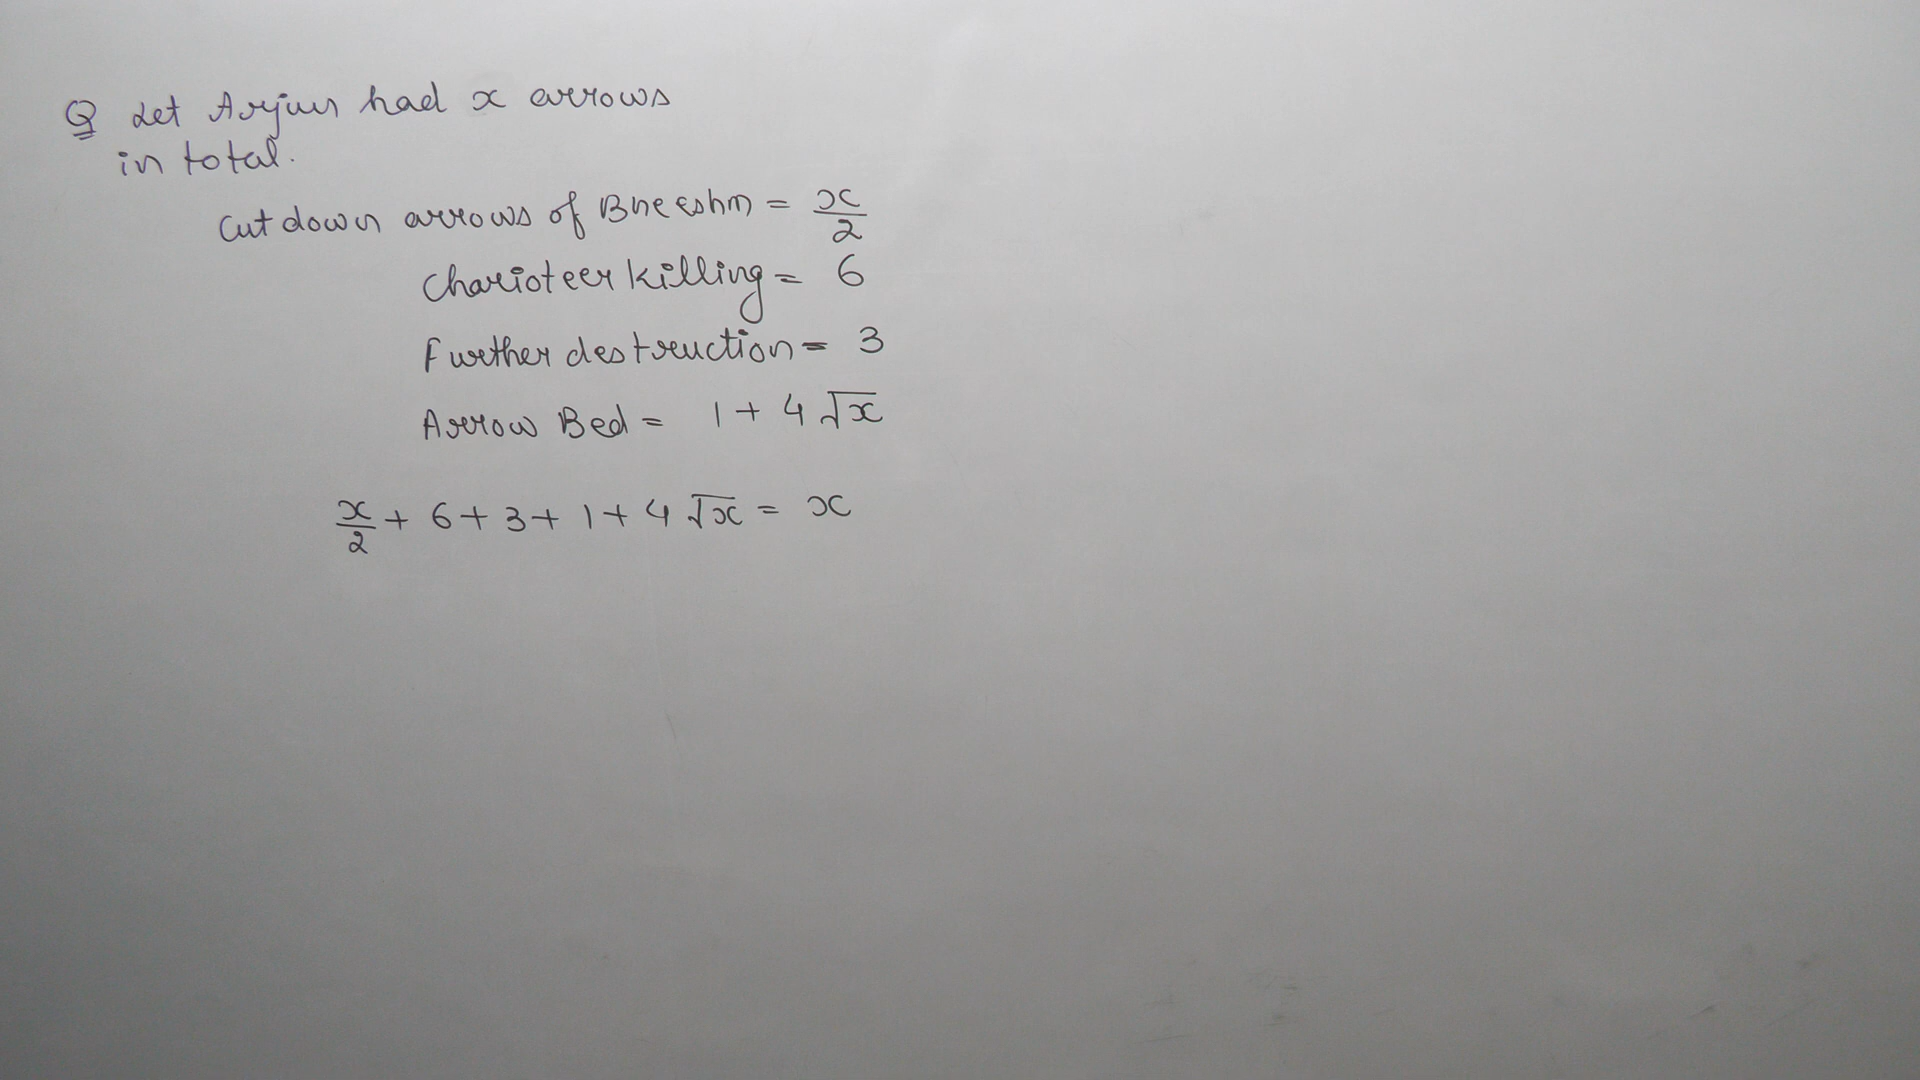 Q Let Arjun had x arrows
in total.
Cut down arrows of Bheeshm = x/2
Charioteer killing = 6
Further destruction = 3
Arrow Bed = 1 + 4 √x
x/2 + 6 + 3 + 1 + 4 √x = x